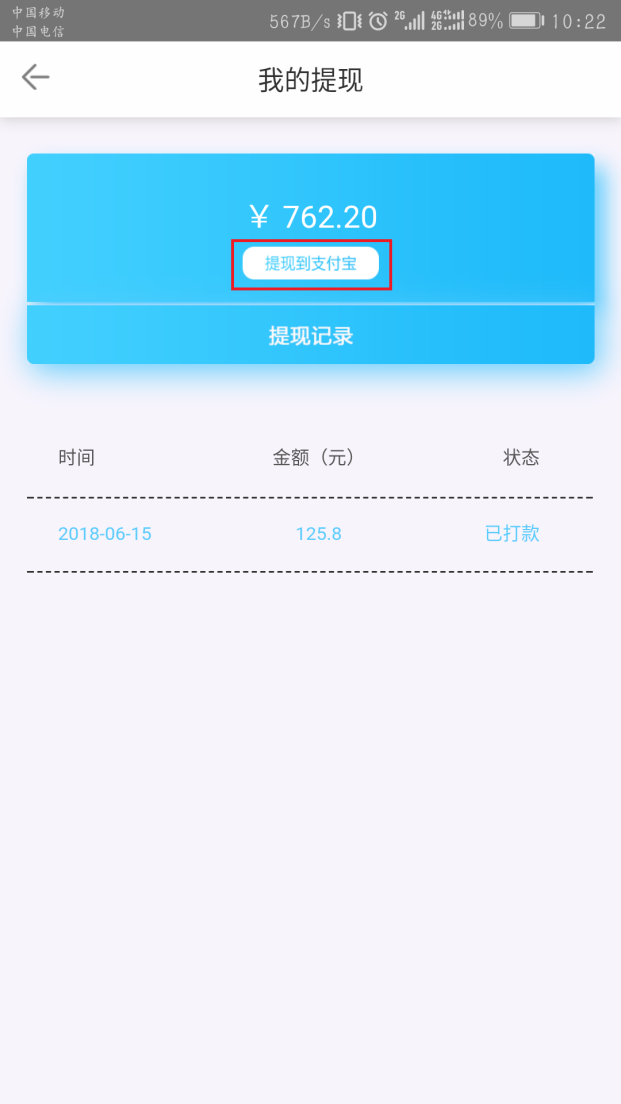 中国移动
中国电信
567B/s 2G 4G 2G 89% 10:22
我的提现
¥ 762.20
提现到支付宝
提现记录
时间 金额（元） 状态
2018-06-15 125.8 已打款